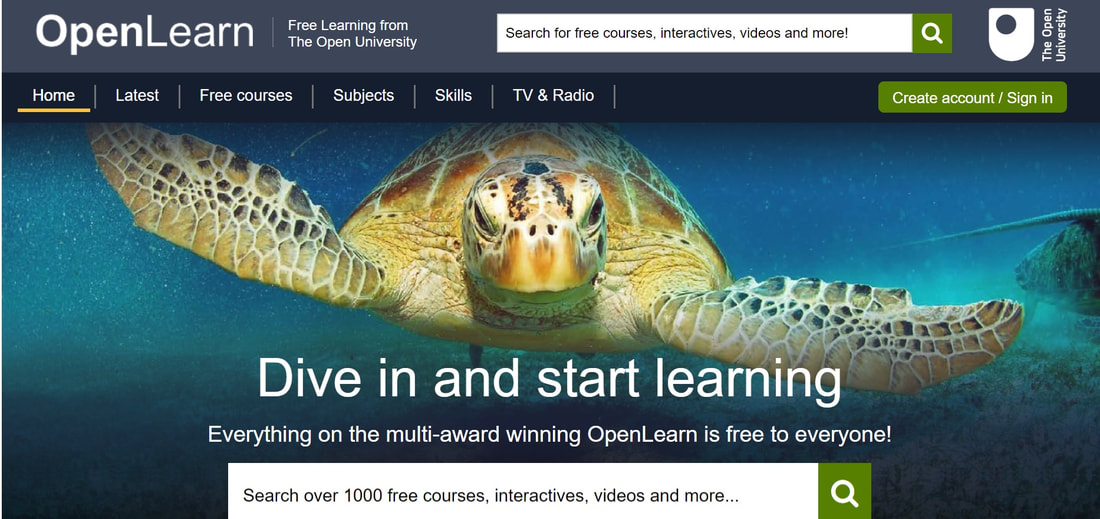 OpenLearn
Free Learning from
The Open University
Search for free courses, interactives, videos and more!
The Open
University
Home
Latest
Free courses
Subjects
Skills
TV & Radio
Create account / Sign in
Dive in and start learning
Everything on the multi-award winning OpenLearn is free to everyone!
Search over 1000 free courses, interactives, videos and more...